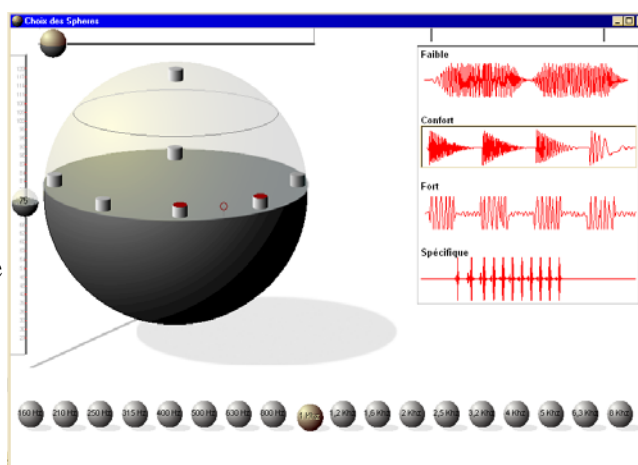 Choix des Spheres
Faible
Confort
Fort
Spécifique
75
160 Hz 210 Hz 250 Hz 315 Hz 400 Hz 500 Hz 630 Hz 800 Hz 1 Khz 1,2 Khz 1,6 Khz 2 Khz 2,5 Khz 3,2 Khz 4 Khz 5 Khz 6,3 Khz 8 Khz